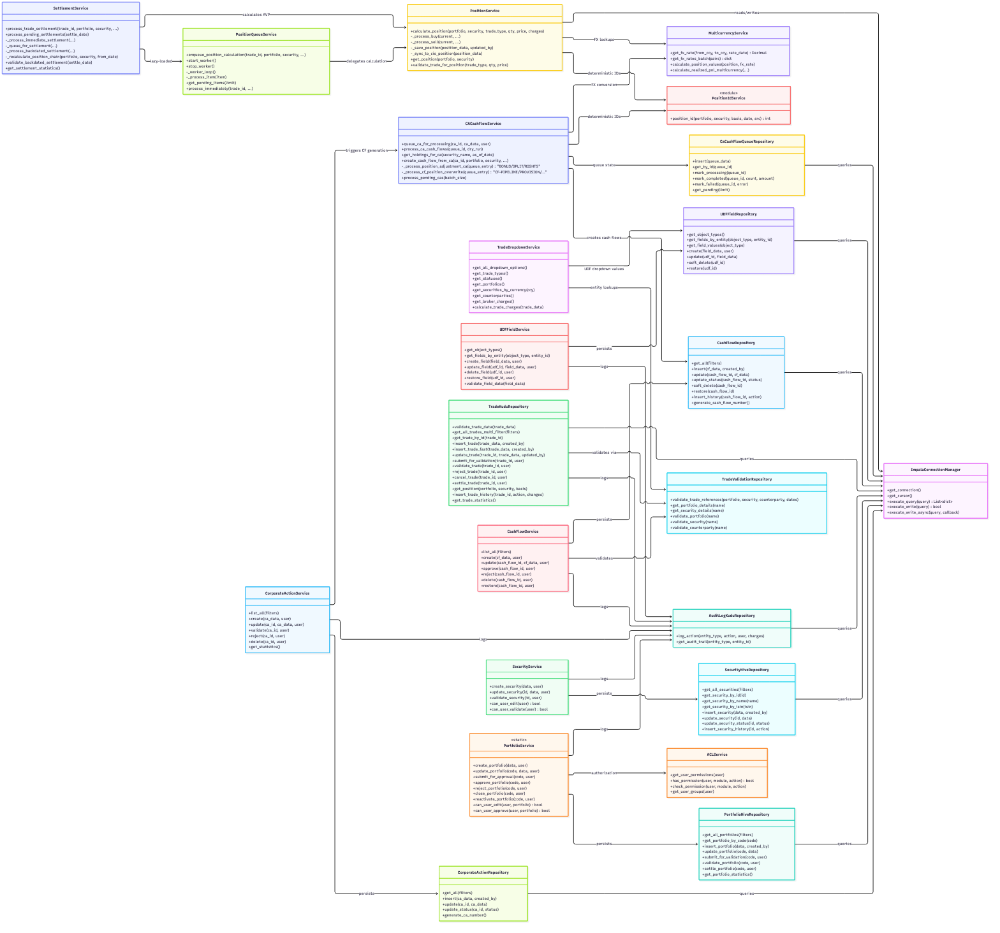 SettlementService
+process_trade_settlement(trade_id, portfolio, security, ...)
+process_pending_settlements(settle_date)
-_process_immediate_settlement(...)
-_queue_for_settlement(...)
-_process_backdated_settlement(...)
-_recalculate_position_chain(portfolio, security, from_date)
+validate_backdated_settlement(settle_date)
+get_settlement_statistics()
calculates AVP
lazy-loaded
PositionQueueService
+enqueue_position_calculation(trade_id, portfolio, security, ...)
+start_worker()
+stop_worker()
-_worker_loop()
-_process_item(item)
+get_pending_items(limit)
+process_immediately(trade_id, ...)
delegates calculation
PositionService
+calculate_position(portfolio, security, trade_type, qty, price, charges)
-_process_buy(current, ...)
-_process_sell(current, ...)
-_save_position(position_data, updated_by)
-_sync_to_cis_position(position_data)
+get_position(portfolio, security)
+validate_trade_for_position(trade_type, qty, price)
reads/writes
FX lookups
deterministic IDs
FX conversion
deterministic IDs
MulticurrencyService
+get_fx_rate(from_ccy, to_ccy, rate_date) : Decimal
+get_fx_rates_batch(pairs) : dict
+calculate_position_values(position, fx_rate)
+calculate_realized_pnl_multicurrency(...)
«module»
PositionIdService
+position_id(portfolio, security, basis, date, src) : int
CACashFlowService
+queue_ca_for_processing(ca_id, ca_data, user)
+process_ca_cash_flows(queue_id, dry_run)
+get_holdings_for_ca(security_name, as_of_date)
+create_cash_flow_from_ca(ca_id, portfolio, security, ...)
-_process_position_adjustment_ca(queue_entry) : "BONUS/SPLIT/RIGHTS"
-_process_cf_position_overwrite(queue_entry) : "CF-PIPELINE/PROVISION/..."
+process_pending_cas(batch_size)
triggers CF generation
queue state
creates cash flows
CaCashFlowQueueRepository
+insert(queue_data)
+get_by_id(queue_id)
+mark_processing(queue_id)
+mark_completed(queue_id, count, amount)
+mark_failed(queue_id, error)
+get_pending(limit)
queries
UDFFieldRepository
+get_object_types()
+get_fields_by_entity(object_type, entity_id)
+get_field_values(object_type)
+create(field_data, user)
+update(udf_id, field_data)
+soft_delete(udf_id)
+restore(udf_id)
queries
TradeDropdownService
+get_all_dropdown_options()
+get_trade_types()
+get_statuses()
+get_portfolios()
+get_securities_by_currency(ccy)
+get_counterparties()
+get_broker_charges()
+calculate_trade_charges(trade_data)
UDF dropdown values
entity lookups
UDFFieldService
+get_object_types()
+get_fields_by_entity(object_type, entity_id)
+create_field(field_data, user)
+update_field(udf_id, field_data, user)
+delete_field(udf_id, user)
+restore_field(udf_id, user)
+validate_field_data(field_data)
persists
logs
CashFlowRepository
+get_all(filters)
+insert(cf_data, created_by)
+update(cash_flow_id, cf_data)
+update_status(cash_flow_id, status)
+soft_delete(cash_flow_id)
+restore(cash_flow_id)
+insert_history(cash_flow_id, action)
+generate_cash_flow_number()
queries
TradeKuduRepository
+validate_trade_data(trade_data)
+get_all_trades_multi_filter(filters)
+get_trade_by_id(trade_id)
+insert_trade(trade_data, created_by)
+insert_trade_fast(trade_data, created_by)
+update_trade(trade_id, trade_data, updated_by)
+submit_for_validation(trade_id, user)
+validate_trade(trade_id, user)
+reject_trade(trade_id, user)
+cancel_trade(trade_id, user)
+settle_trade(trade_id, user)
+get_position(portfolio, security, basis)
+insert_trade_history(trade_id, action, changes)
+get_trade_statistics()
validates via
logs
queries
TradeValidationRepository
+validate_trade_references(portfolio, security, counterparty, dates)
+get_portfolio_details(name)
+get_security_details(name)
+validate_portfolio(name)
+validate_security(name)
+validate_counterparty(name)
ImpalaConnectionManager
+get_connection()
+get_cursor()
+execute_query(query) : List<dict>
+execute_write(query) : bool
+execute_write_async(query, callback)
CashFlowService
+list_all(filters)
+create(cf_data, user)
+update(cash_flow_id, cf_data, user)
+approve(cash_flow_id, user)
+reject(cash_flow_id, user)
+delete(cash_flow_id, user)
+restore(cash_flow_id, user)
persists
validates
logs
CorporateActionService
+list_all(filters)
+create(ca_data, user)
+update(ca_id, ca_data, user)
+validate(ca_id, user)
+reject(ca_id, user)
+delete(ca_id, user)
+get_statistics()
logs
AuditLogKuduRepository
+log_action(entity_type, action, user, changes)
+get_audit_trail(entity_type, entity_id)
queries
SecurityService
+create_security(data, user)
+update_security(id, data, user)
+validate_security(id, user)
+can_user_edit(user) : bool
+can_user_validate(user) : bool
logs
persists
SecurityHiveRepository
+get_all_securities(filters)
+get_security_by_id(id)
+get_security_by_name(name)
+get_security_by_isin(isin)
+insert_security(data, created_by)
+update_security(id, data)
+update_security_status(id, status)
+insert_security_history(id, action)
queries
«static»
PortfolioService
+create_portfolio(data, user)
+update_portfolio(code, data, user)
+submit_for_approval(code, user)
+approve_portfolio(code, user)
+reject_portfolio(code, user)
+close_portfolio(code, user)
+reactivate_portfolio(code, user)
+can_user_edit(user, portfolio) : bool
+can_user_approve(user, portfolio) : bool
logs
authorization
persists
ACLService
+get_user_permissions(user)
+has_permission(user, module, action) : bool
+check_permission(user, module, action)
+get_user_groups(user)
PortfolioHiveRepository
+get_all_portfolios(filters)
+get_portfolio_by_code(code)
+insert_portfolio(data, created_by)
+update_portfolio(code, data)
+submit_for_validation(code, user)
+validate_portfolio(code, user)
+settle_portfolio(code, user)
+get_portfolio_statistics()
queries
persists
CorporateActionRepository
+get_all(filters)
+insert(ca_data, created_by)
+update(ca_id, ca_data)
+update_status(ca_id, status)
+generate_ca_number()
queries